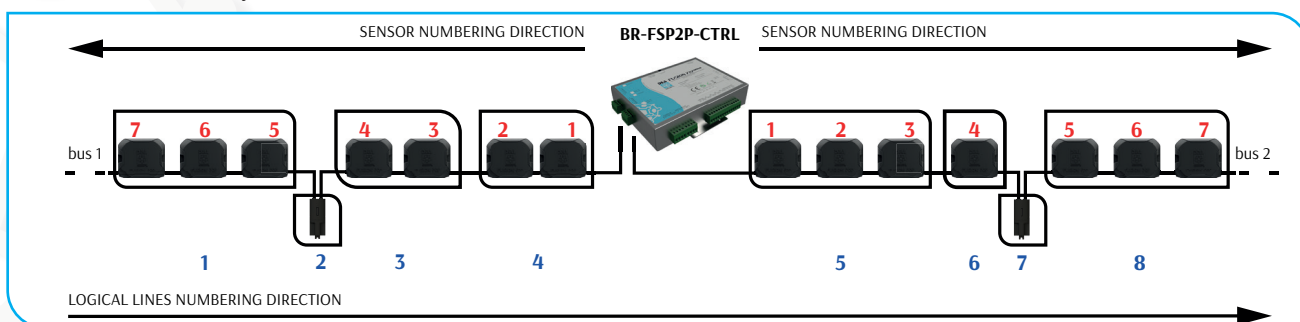 SENSOR NUMBERING DIRECTION BR-FSP2P-CTRL SENSOR NUMBERING DIRECTION
7 6 5 4 3 2 1 1 2 3 4 5 6 7
bus 1 bus 2
1 2 3 4 5 6 7 8
LOGICAL LINES NUMBERING DIRECTION